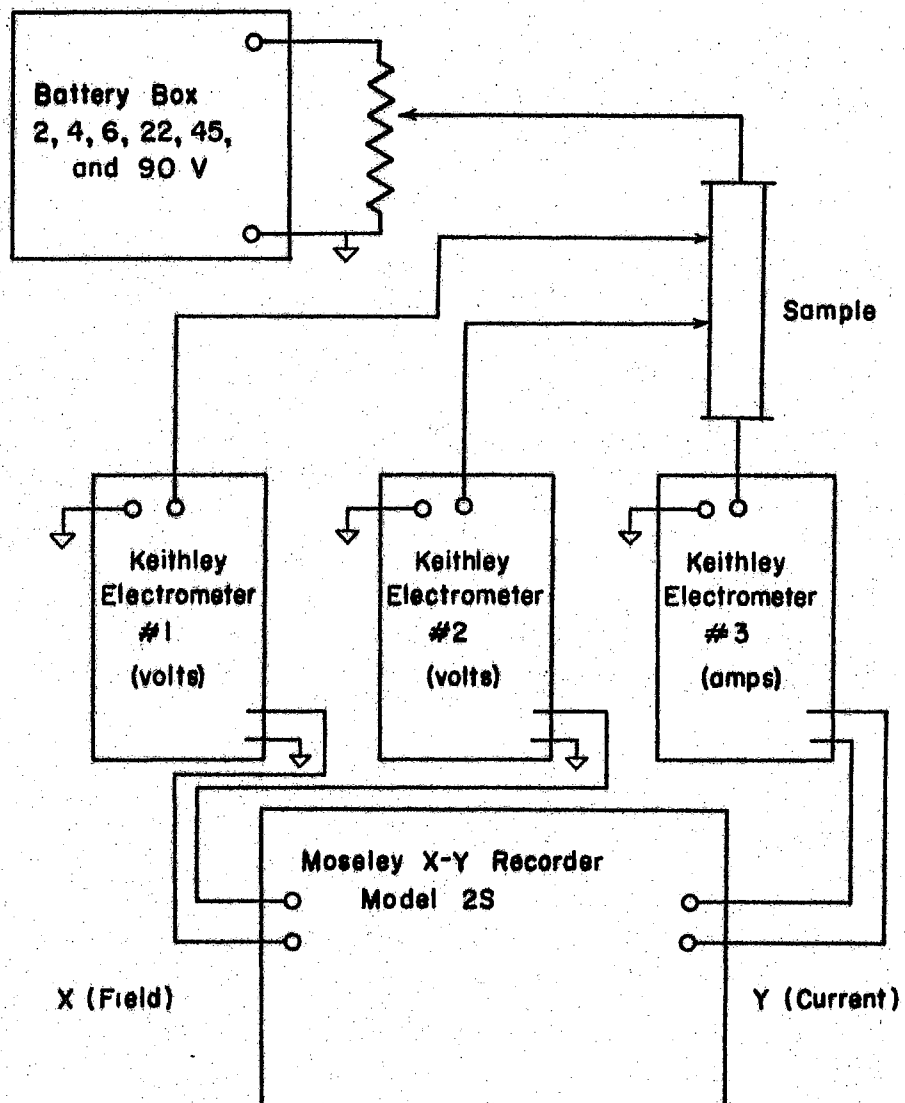 Battery Box
2, 4, 6, 22, 45,
and 90 V
Sample
Keithley
Electrometer
#1
(volts)
Keithley
Electrometer
#2
(volts)
Keithley
Electrometer
#3
(amps)
Moseley X-Y Recorder
Model 2S
X (Field)
Y (Current)